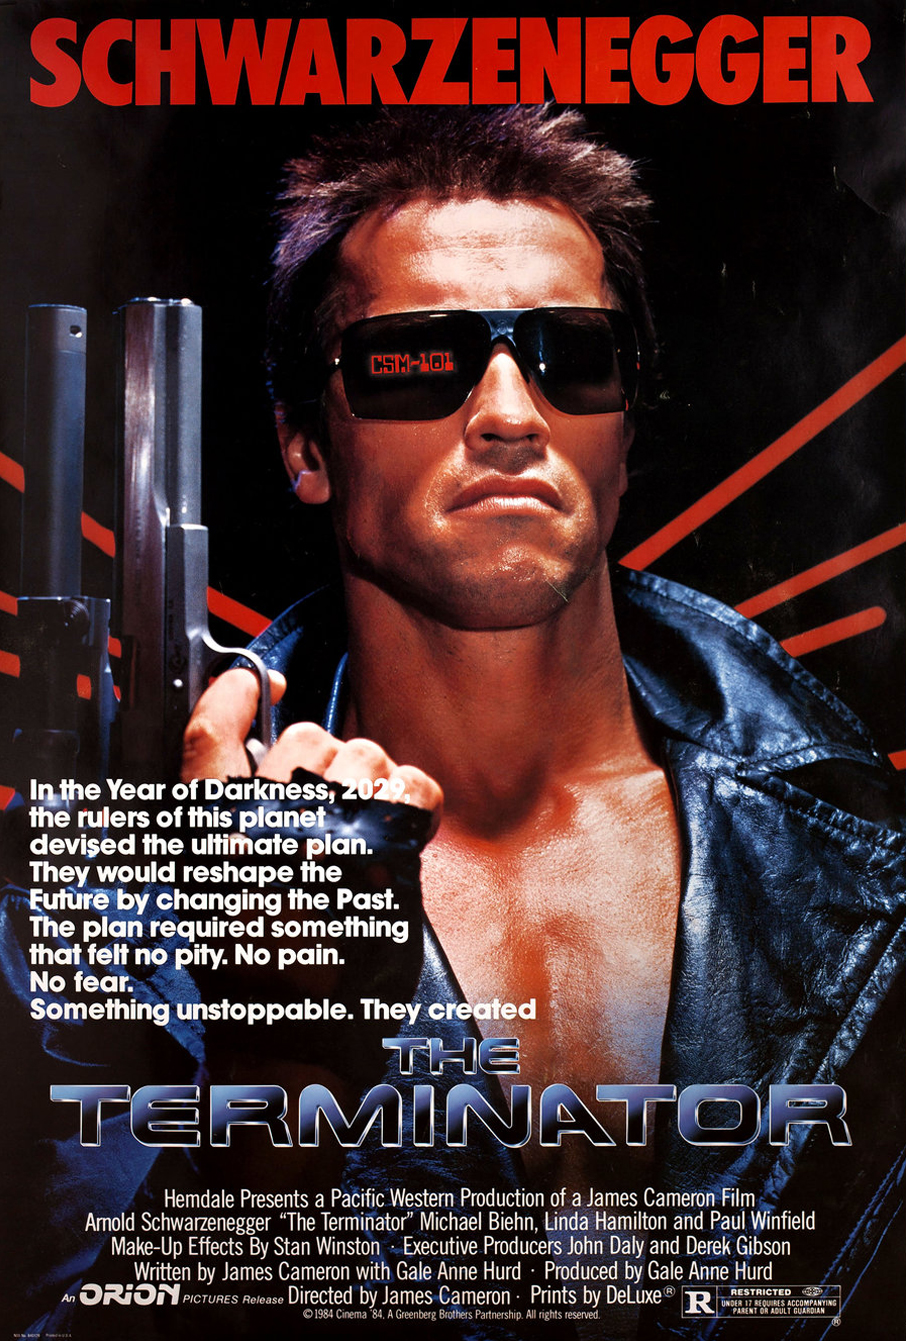 SCHWARZENEGGER
CSM-101
In the Year of Darkness, 2029,
the rulers of this planet
devised the ultimate plan.
They would reshape the
Future by changing the Past.
The plan required something
that felt no pity. No pain.
No fear.
Something unstoppable. They created
THE
TERMINATOR
Hemdale Presents a Pacific Western Production of a James Cameron Film
Arnold Schwarzenegger “The Terminator” Michael Biehn, Linda Hamilton and Paul Winfield
Make-Up Effects By Stan Winston · Executive Producers John Daly and Derek Gibson
Written by James Cameron with Gale Anne Hurd · Produced by Gale Anne Hurd
An ORION PICTURES Release Directed by James Cameron · Prints by DeLuxe®
R RESTRICTED
UNDER 17 REQUIRES ACCOMPANYING
PARENT OR ADULT GUARDIAN
®
©1984 Cinema '84, A Greenberg Brothers Partnership. All rights reserved.